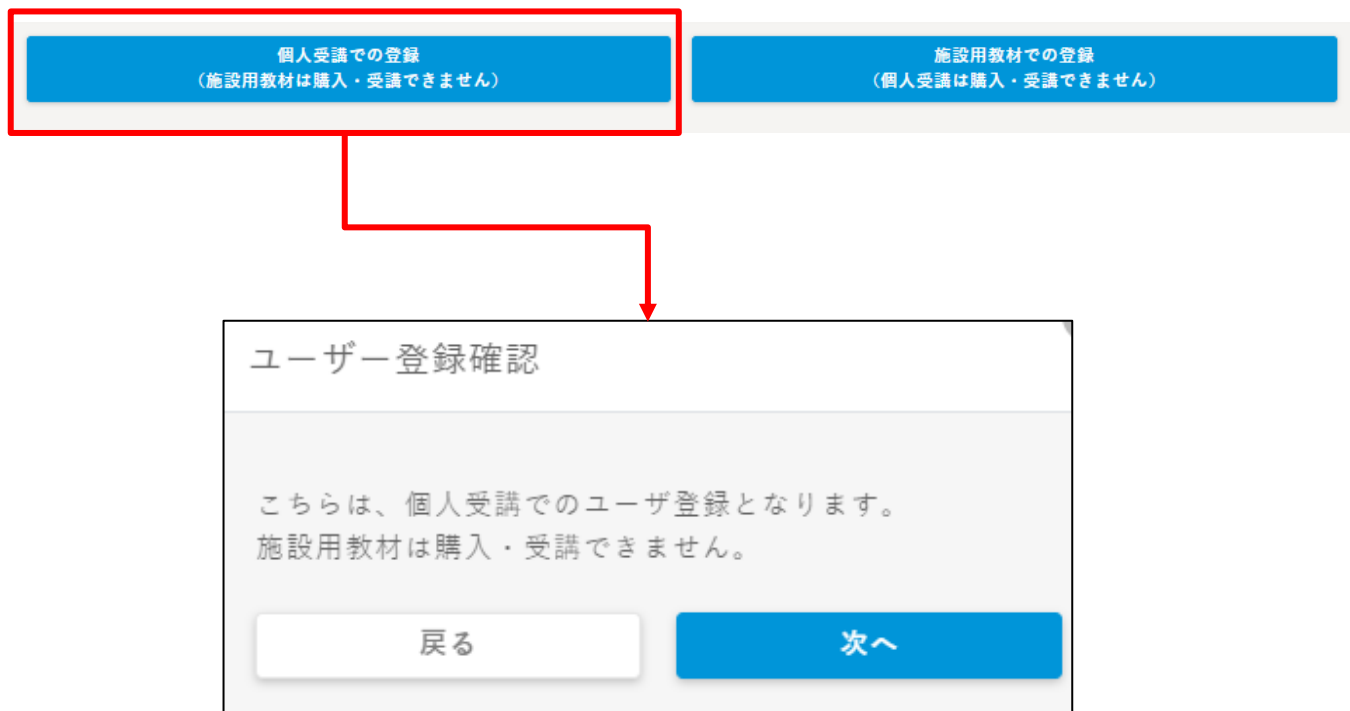 個人受講での登録
（施設用教材は購入・受講できません）
施設用教材での登録
（個人受講は購入・受講できません）
ユーザー登録確認
こちらは、個人受講でのユーザ登録となります。
施設用教材は購入・受講できません。
戻る
次へ